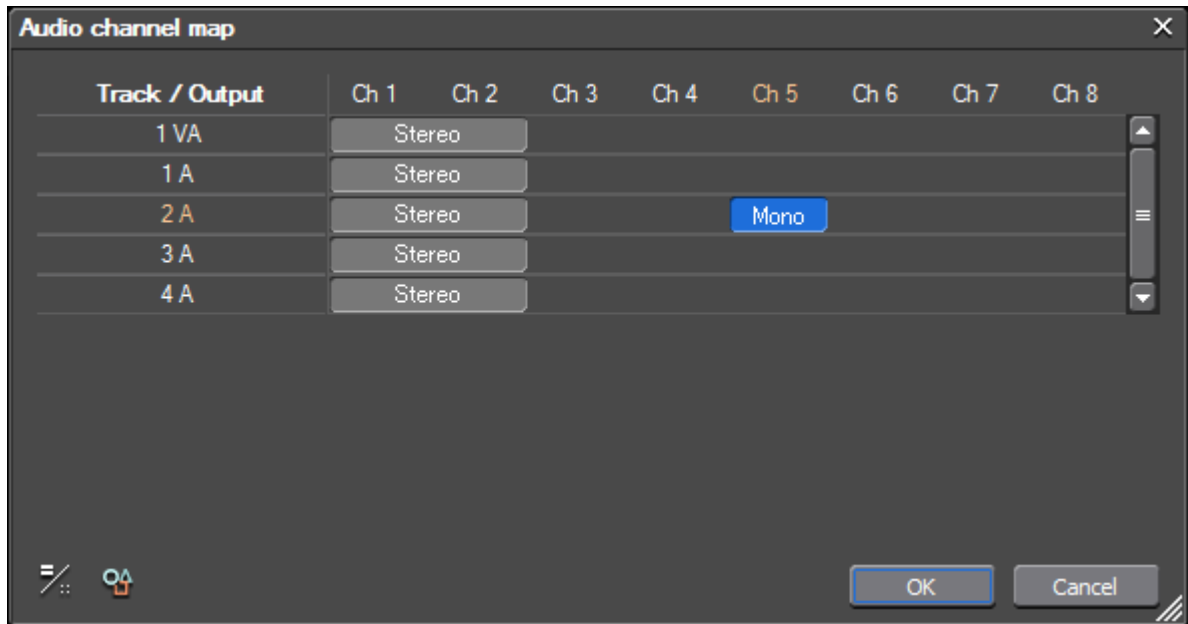 Audio channel map
Track / Output Ch 1 Ch 2 Ch 3 Ch 4 Ch 5 Ch 6 Ch 7 Ch 8
1 VA Stereo
1 A Stereo
2 A Stereo Mono
3 A Stereo
4 A Stereo
OK Cancel